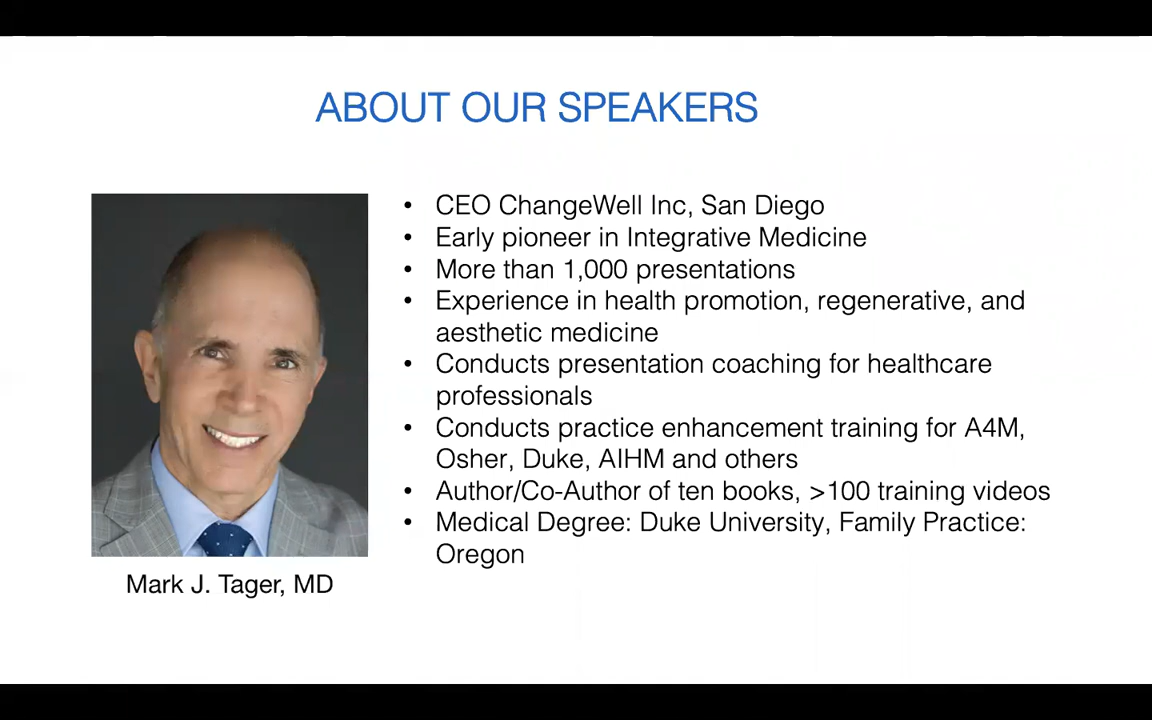 ABOUT OUR SPEAKERS
• CEO ChangeWell Inc, San Diego
• Early pioneer in Integrative Medicine
• More than 1,000 presentations
• Experience in health promotion, regenerative, and
aesthetic medicine
• Conducts presentation coaching for healthcare
professionals
• Conducts practice enhancement training for A4M,
Osher, Duke, AIHM and others
• Author/Co-Author of ten books, >100 training videos
• Medical Degree: Duke University, Family Practice:
Oregon
Mark J. Tager, MD